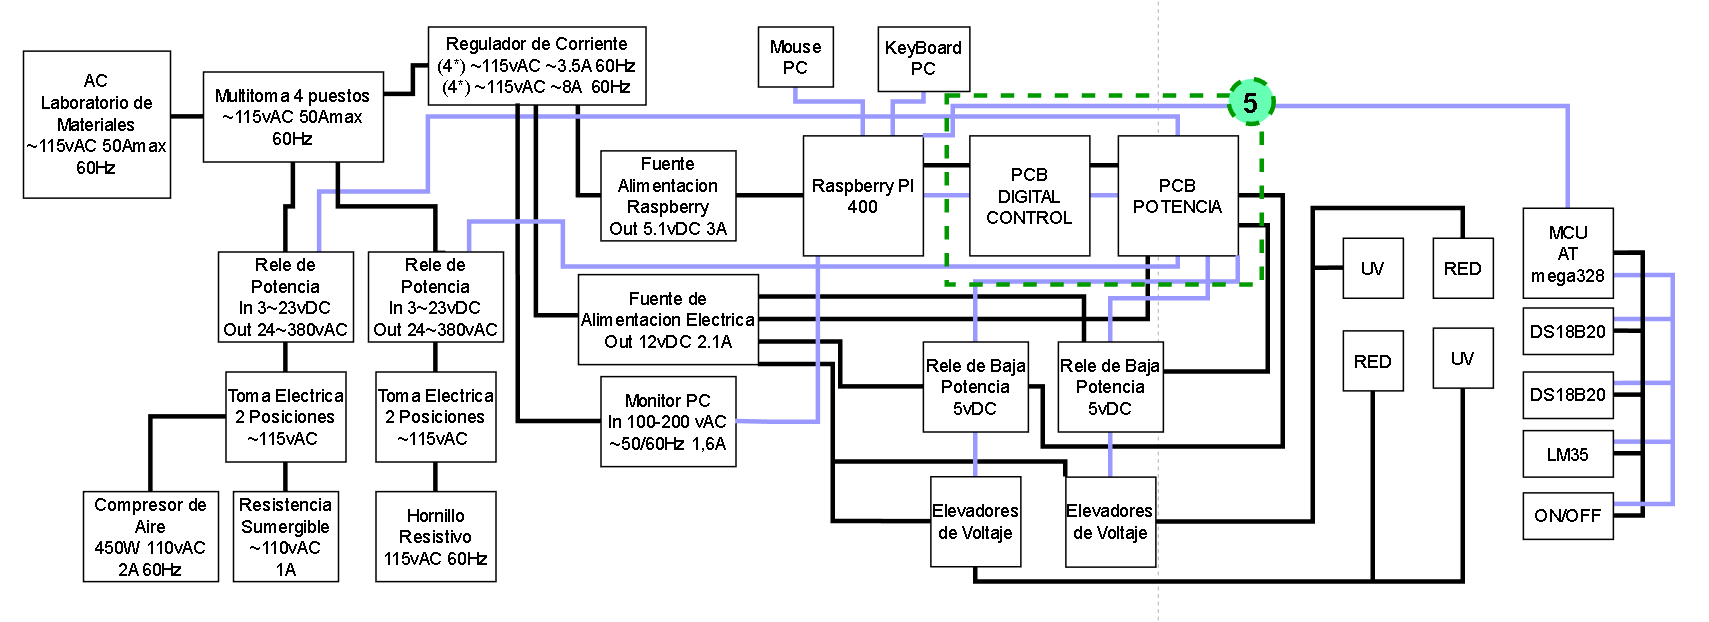 AC
Laboratorio de
Materiales
~115vAC 50Amax
60Hz
Multitoma 4 puestos
~115vAC 50Amax
60Hz
Regulador de Corriente
(4*) ~115vAC ~3.5A 60Hz
(4*) ~115vAC ~8A 60Hz
Mouse
PC
KeyBoard
PC
5
Fuente
Alimentacion
Raspberry
Out 5.1vDC 3A
Raspberry PI
400
PCB
DIGITAL
CONTROL
PCB
POTENCIA
MCU
AT
mega328
UV
RED
Rele de
Potencia
In 3~23vDC
Out 24~380vAC
Rele de
Potencia
In 3~23vDC
Out 24~380vAC
Fuente de
Alimentacion Electrica
Out 12vDC 2.1A
DS18B20
Rele de Baja
Potencia
5vDC
Rele de Baja
Potencia
5vDC
RED
UV
Toma Electrica
2 Posiciones
~115vAC
Toma Electrica
2 Posiciones
~115vAC
Monitor PC
In 100-200 vAC
~50/60Hz 1,6A
DS18B20
LM35
Compresor de
Aire
450W 110vAC
2A 60Hz
Resistencia
Sumergible
~110vAC
1A
Hornillo
Resistivo
115vAC 60Hz
Elevadores
de Voltaje
Elevadores
de Voltaje
ON/OFF